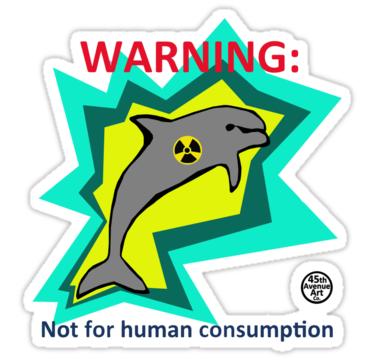 WARNING:
45th
Avenue
Art
Co.
Not for human consumption